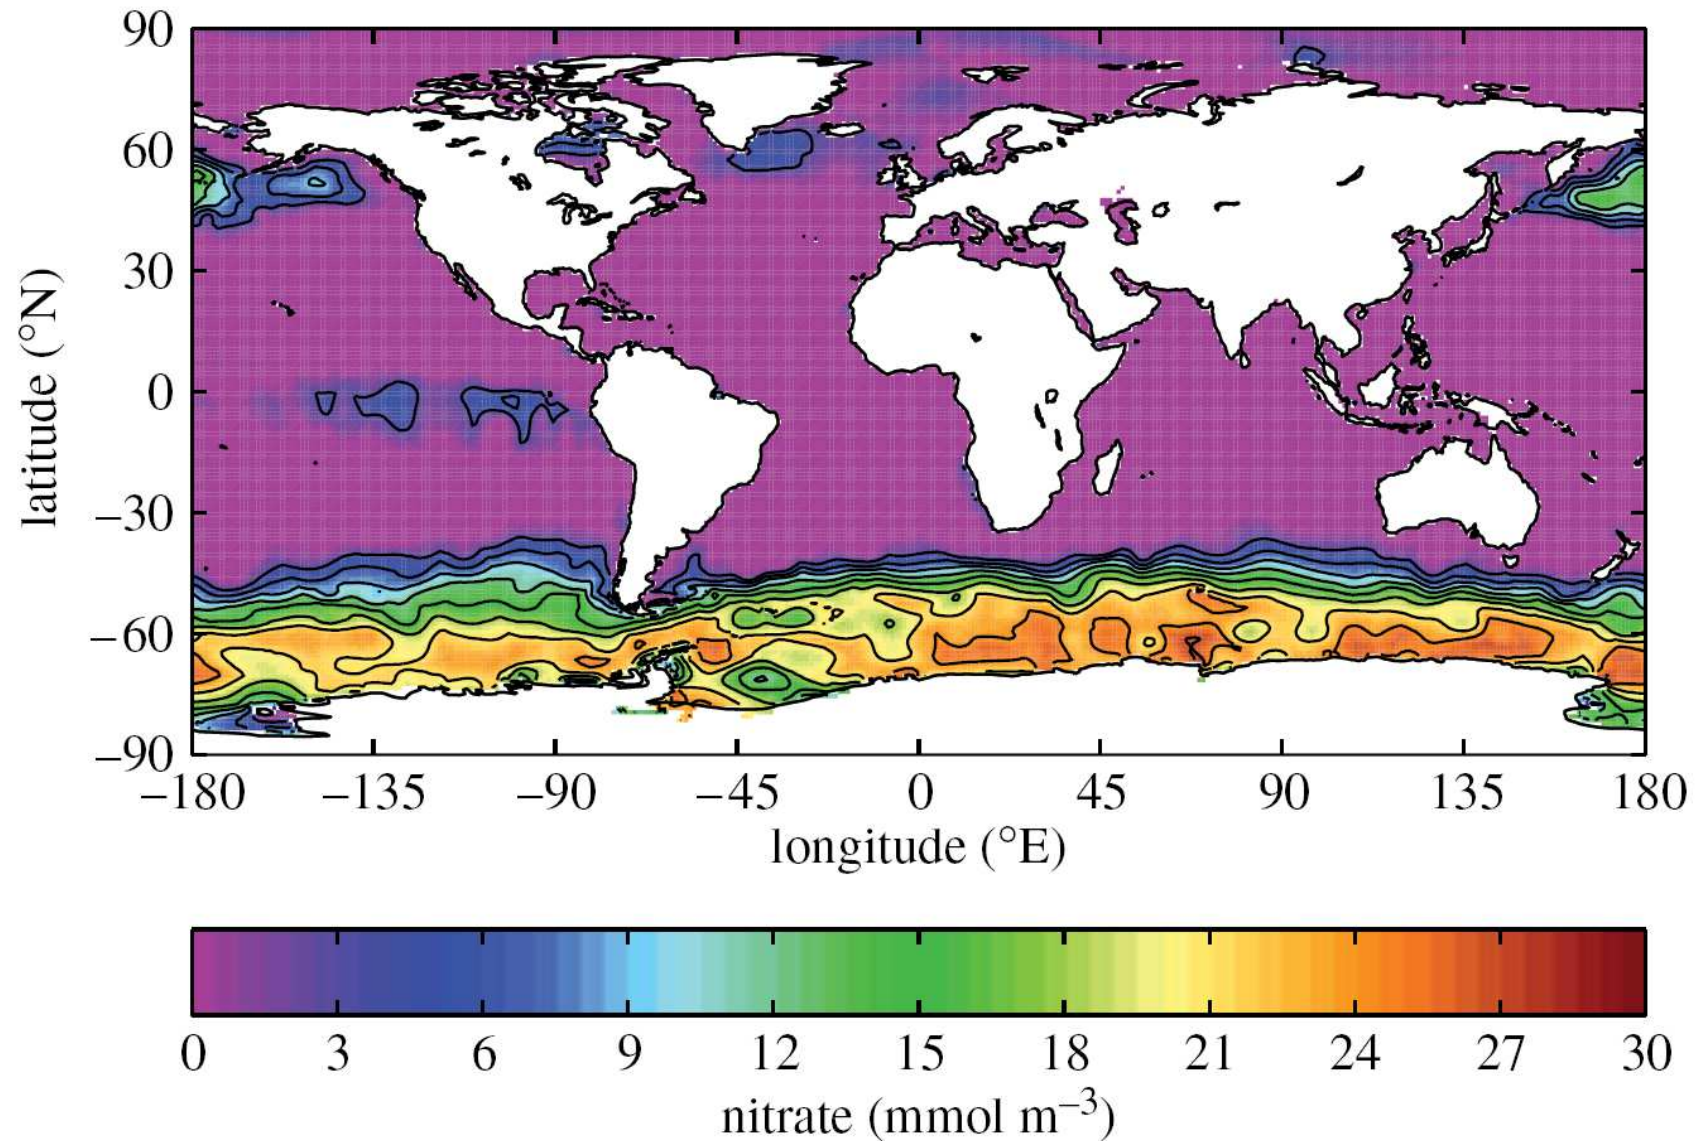 90
60
30
0
–30
–60
–90
latitude (°N)
–180 –135 –90 –45 0 45 90 135 180
longitude (°E)
0 3 6 9 12 15 18 21 24 27 30
nitrate (mmol m⁻³)